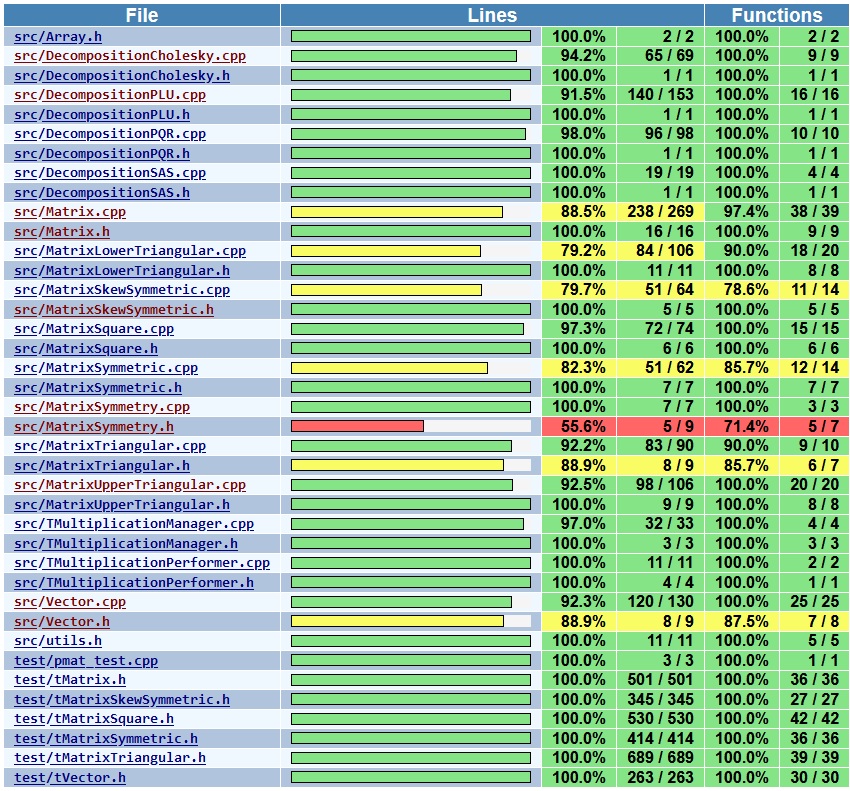 File Lines Functions
src/Array.h 100.0% 2 / 2 100.0% 2 / 2
src/DecompositionCholesky.cpp 94.2% 65 / 69 100.0% 9 / 9
src/DecompositionCholesky.h 100.0% 1 / 1 100.0% 1 / 1
src/DecompositionPLU.cpp 91.5% 140 / 153 100.0% 16 / 16
src/DecompositionPLU.h 100.0% 1 / 1 100.0% 1 / 1
src/DecompositionPQR.cpp 98.0% 96 / 98 100.0% 10 / 10
src/DecompositionPQR.h 100.0% 1 / 1 100.0% 1 / 1
src/DecompositionSAS.cpp 100.0% 19 / 19 100.0% 4 / 4
src/DecompositionSAS.h 100.0% 1 / 1 100.0% 1 / 1
src/Matrix.cpp 88.5% 238 / 269 97.4% 38 / 39
src/Matrix.h 100.0% 16 / 16 100.0% 9 / 9
src/MatrixLowerTriangular.cpp 79.2% 84 / 106 90.0% 18 / 20
src/MatrixLowerTriangular.h 100.0% 11 / 11 100.0% 8 / 8
src/MatrixSkewSymmetric.cpp 79.7% 51 / 64 78.6% 11 / 14
src/MatrixSkewSymmetric.h 100.0% 5 / 5 100.0% 5 / 5
src/MatrixSquare.cpp 97.3% 72 / 74 100.0% 15 / 15
src/MatrixSquare.h 100.0% 6 / 6 100.0% 6 / 6
src/MatrixSymmetric.cpp 82.3% 51 / 62 85.7% 12 / 14
src/MatrixSymmetric.h 100.0% 7 / 7 100.0% 7 / 7
src/MatrixSymmetry.cpp 100.0% 7 / 7 100.0% 3 / 3
src/MatrixSymmetry.h 55.6% 5 / 9 71.4% 5 / 7
src/MatrixTriangular.cpp 92.2% 83 / 90 90.0% 9 / 10
src/MatrixTriangular.h 88.9% 8 / 9 85.7% 6 / 7
src/MatrixUpperTriangular.cpp 92.5% 98 / 106 100.0% 20 / 20
src/MatrixUpperTriangular.h 100.0% 9 / 9 100.0% 8 / 8
src/TMultiplicationManager.cpp 97.0% 32 / 33 100.0% 4 / 4
src/TMultiplicationManager.h 100.0% 3 / 3 100.0% 3 / 3
src/TMultiplicationPerformer.cpp 100.0% 11 / 11 100.0% 2 / 2
src/TMultiplicationPerformer.h 100.0% 4 / 4 100.0% 1 / 1
src/Vector.cpp 92.3% 120 / 130 100.0% 25 / 25
src/Vector.h 88.9% 8 / 9 87.5% 7 / 8
src/utils.h 100.0% 11 / 11 100.0% 5 / 5
test/pmat_test.cpp 100.0% 3 / 3 100.0% 1 / 1
test/tMatrix.h 100.0% 501 / 501 100.0% 36 / 36
test/tMatrixSkewSymmetric.h 100.0% 345 / 345 100.0% 27 / 27
test/tMatrixSquare.h 100.0% 530 / 530 100.0% 42 / 42
test/tMatrixSymmetric.h 100.0% 414 / 414 100.0% 36 / 36
test/tMatrixTriangular.h 100.0% 689 / 689 100.0% 39 / 39
test/tVector.h 100.0% 263 / 263 100.0% 30 / 30